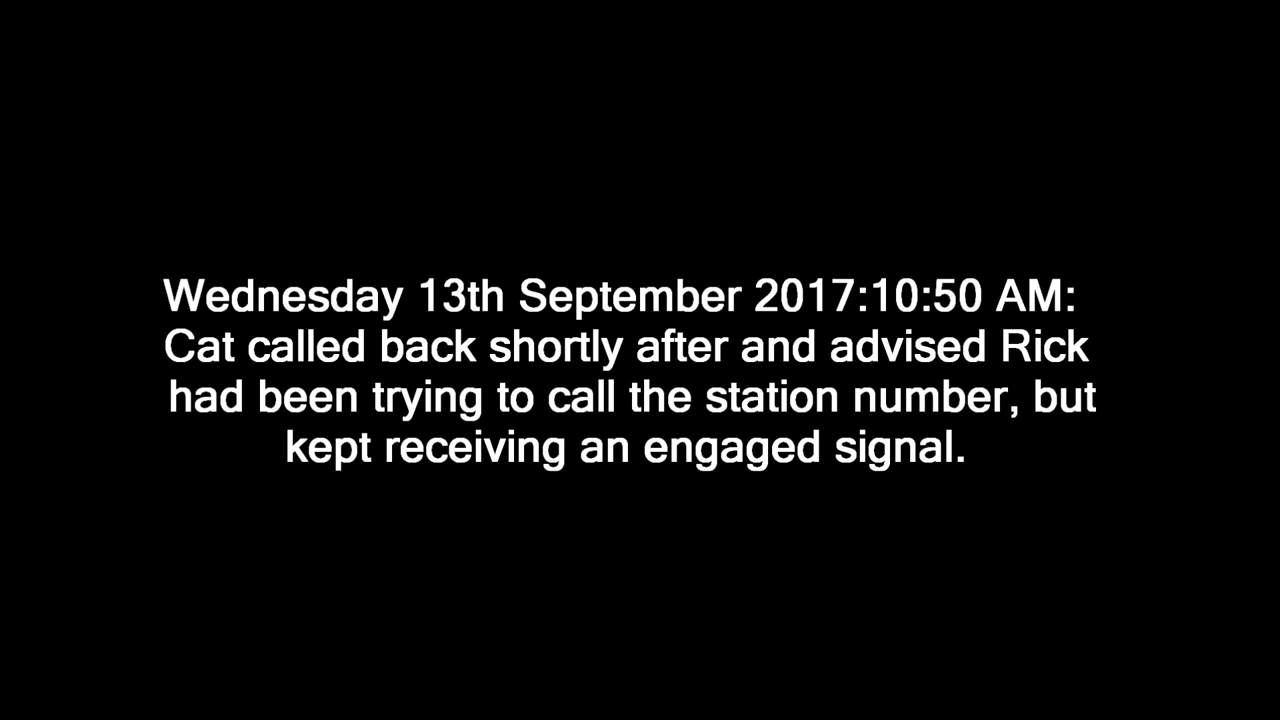 Wednesday 13th September 2017:10:50 AM:
Cat called back shortly after and advised Rick
had been trying to call the station number, but
kept receiving an engaged signal.